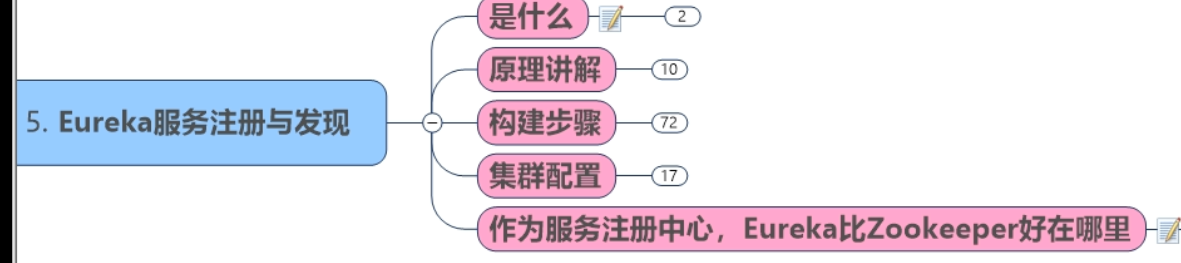 是什么 2
原理讲解 10
5. Eureka服务注册与发现
构建步骤 72
集群配置 17
作为服务注册中心，Eureka比Zookeeper好在哪里